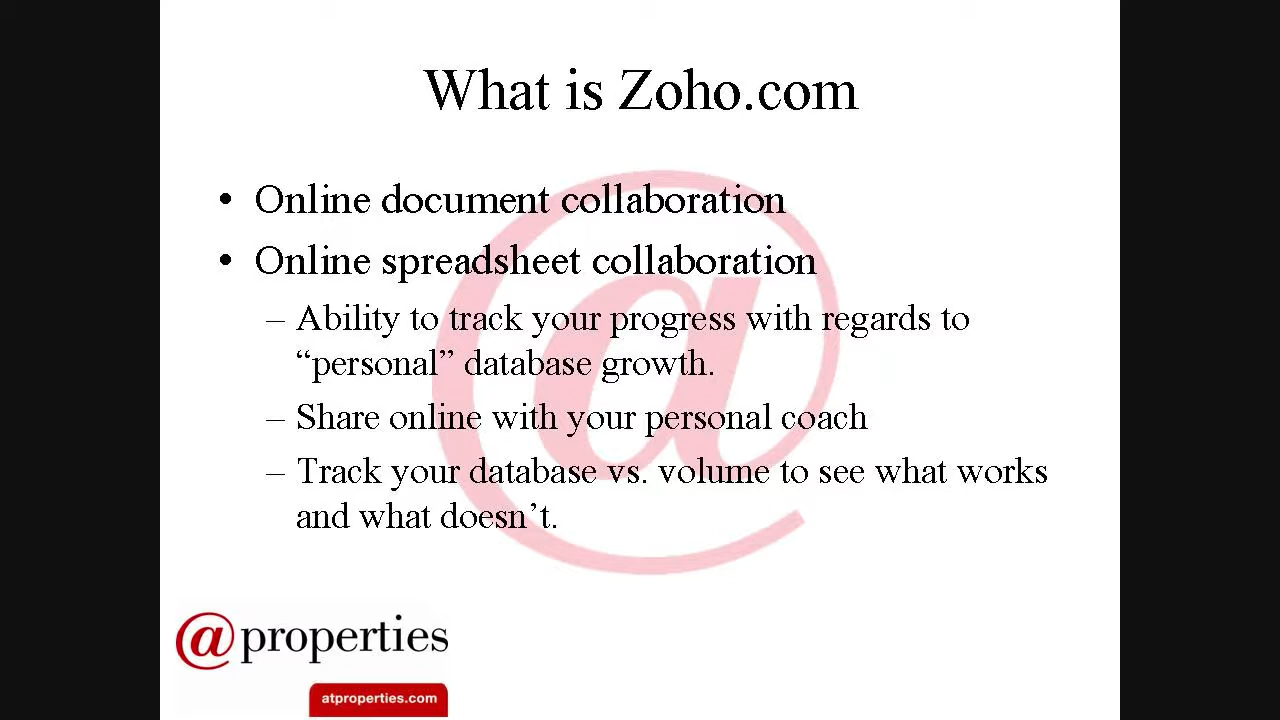 What is Zoho.com
• Online document collaboration
• Online spreadsheet collaboration
– Ability to track your progress with regards to
“personal” database growth.
– Share online with your personal coach
– Track your database vs. volume to see what works
and what doesn’t.
@properties
atproperties.com